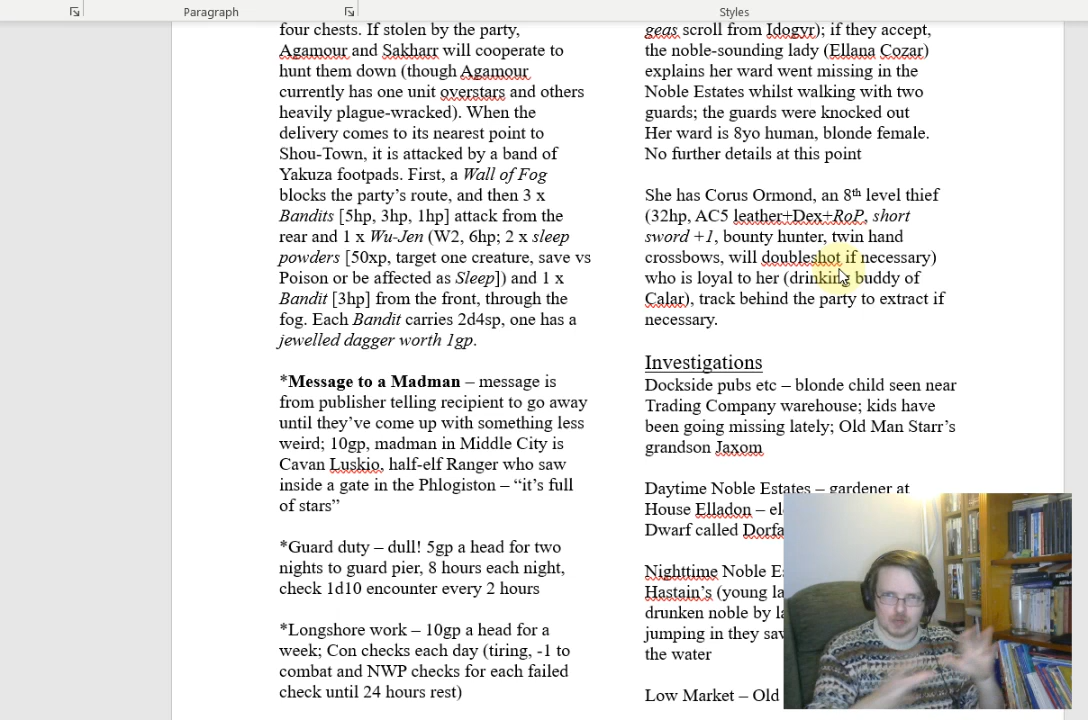 Paragraph
Styles
four chests. If stolen by the party,
Agamour and Sakharr will cooperate to
hunt them down (though Agamour
currently has one unit overstars and others
heavily plague-wracked). When the
delivery comes to its nearest point to
Shou-Town, it is attacked by a band of
Yakuza footpads. First, a Wall of Fog
blocks the party’s route, and then 3 x
Bandits [5hp, 3hp, 1hp] attack from the
rear and 1 x Wu-Jen (W2, 6hp; 2 x sleep
powders [50xp, target one creature, save vs
Poison or be affected as Sleep]) and 1 x
Bandit [3hp] from the front, through the
fog. Each Bandit carries 2d4sp, one has a
jewelled dagger worth 1gp.
*Message to a Madman – message is
from publisher telling recipient to go away
until they’ve come up with something less
weird; 10gp, madman in Middle City is
Cavan Luskio, half-elf Ranger who saw
inside a gate in the Phlogiston – “it’s full
of stars”
*Guard duty – dull! 5gp a head for two
nights to guard pier, 8 hours each night,
check 1d10 encounter every 2 hours
*Longshore work – 10gp a head for a
week; Con checks each day (tiring, -1 to
combat and NWP checks for each failed
check until 24 hours rest)
geas scroll from Idogyr); if they accept,
the noble-sounding lady (Ellana Cozar)
explains her ward went missing in the
Noble Estates whilst walking with two
guards; the guards were knocked out
Her ward is 8yo human, blonde female.
No further details at this point
She has Corus Ormond, an 8th level thief
(32hp, AC5 leather+Dex+RoP, short
sword +1, bounty hunter, twin hand
crossbows, will doubleshot if necessary)
who is loyal to her (drinking buddy of
Calar), track behind the party to extract if
necessary.
Investigations
Dockside pubs etc – blonde child seen near
Trading Company warehouse; kids have
been going missing lately; Old Man Starr’s
grandson Jaxom
Daytime Noble Estates – gardener at
House Elladon –
Dwarf called
Nighttime Noble
Hastain’s (young
drunken noble by
jumping in they
the water
Low Market – Old